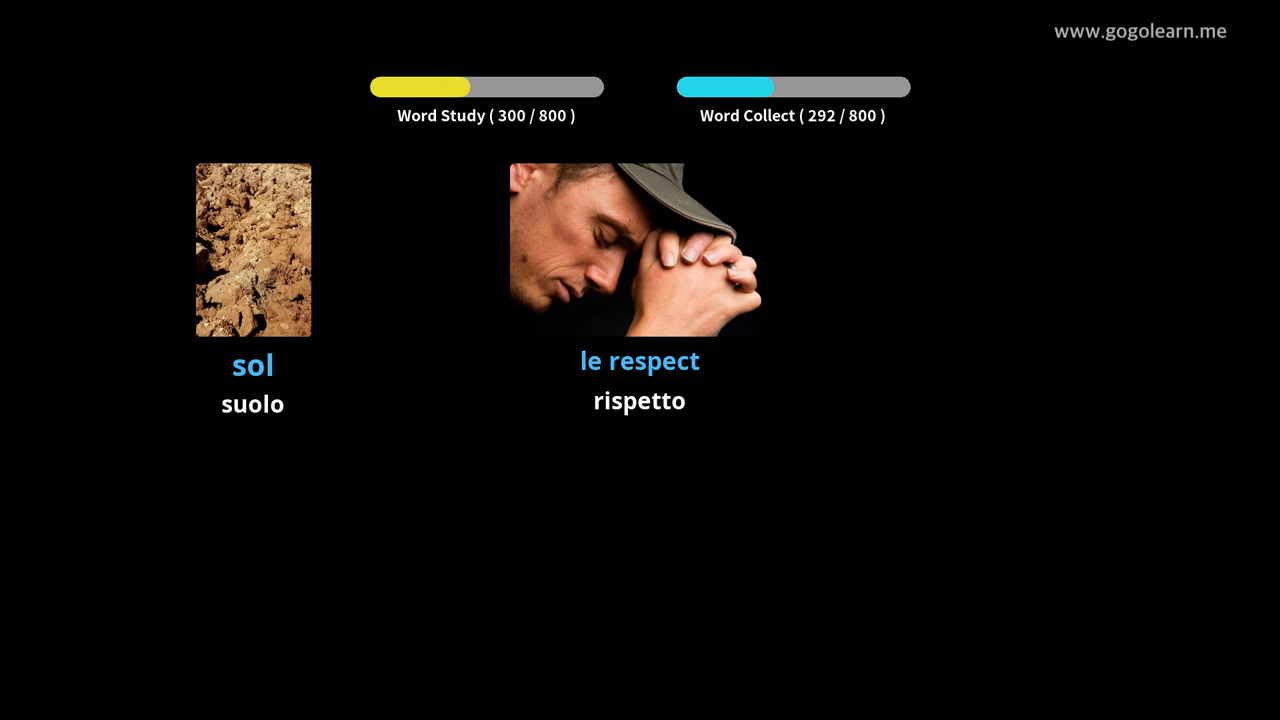 www.gogolearn.me
Word Study ( 300 / 800 )
Word Collect ( 292 / 800 )
sol
suolo
le respect
rispetto